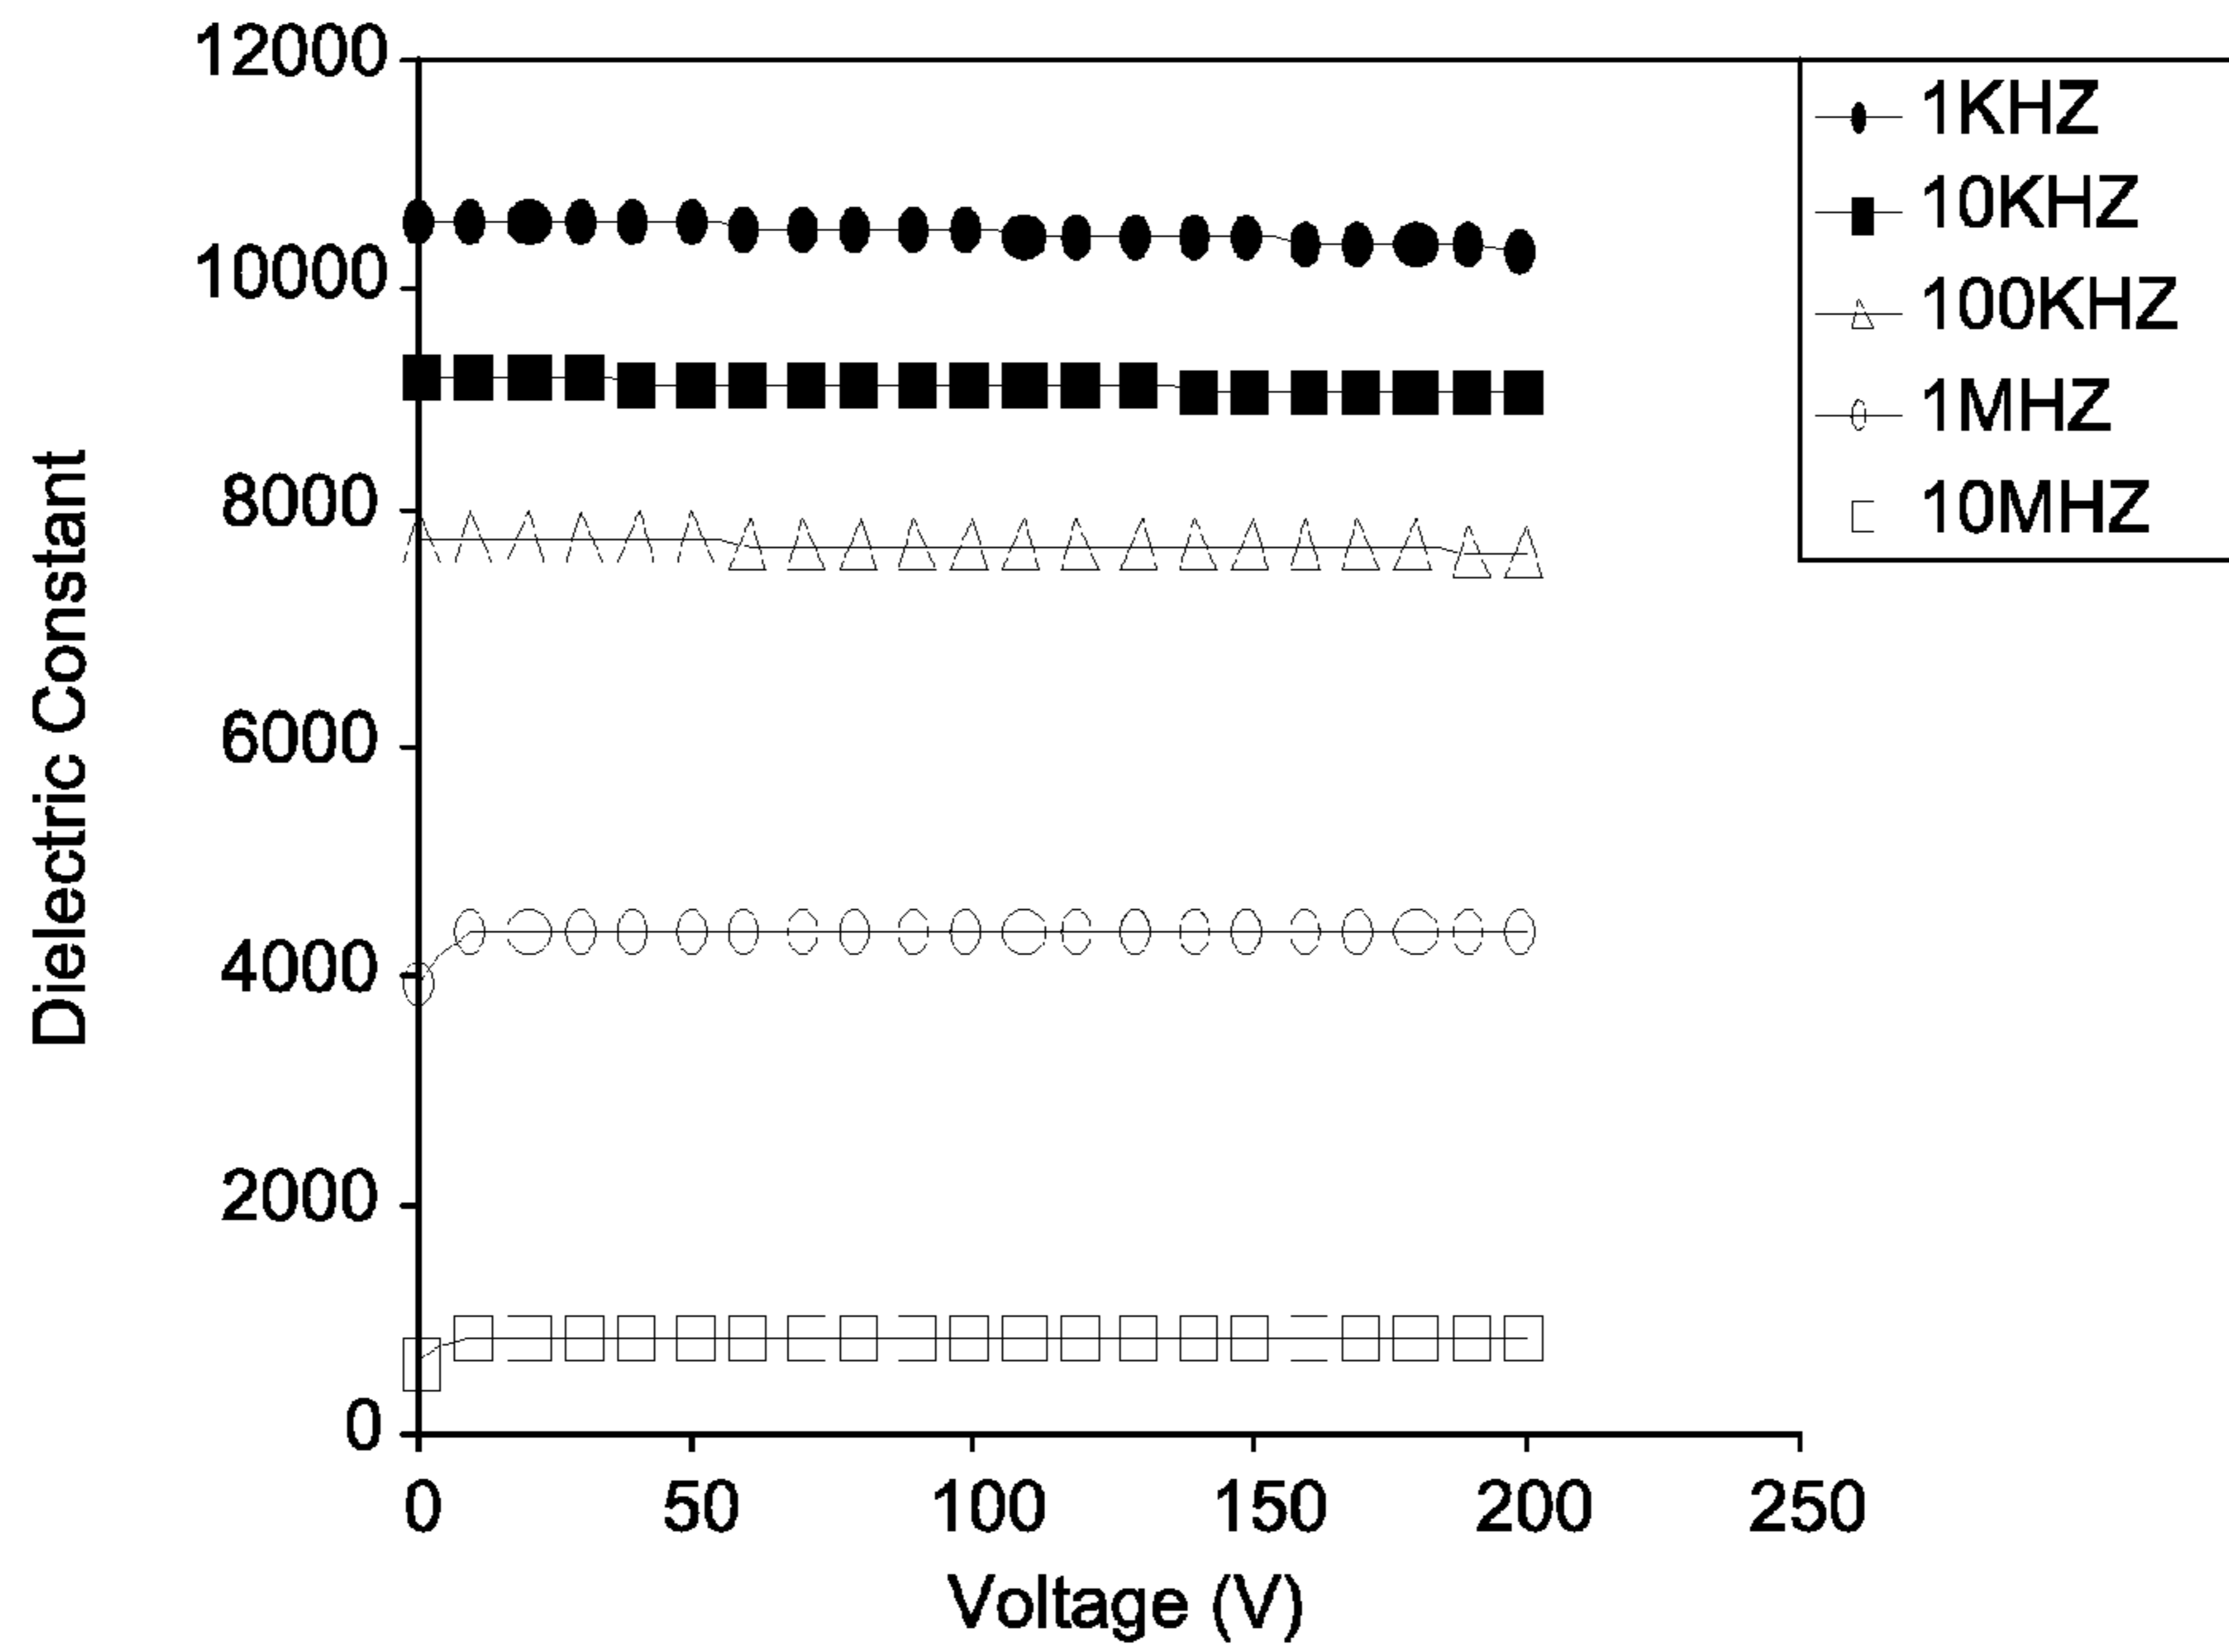 12000
10000
8000
6000
4000
2000
0
Dielectric Constant
0 50 100 150 200 250
Voltage (V)
1KHZ
10KHZ
100KHZ
1MHZ
10MHZ